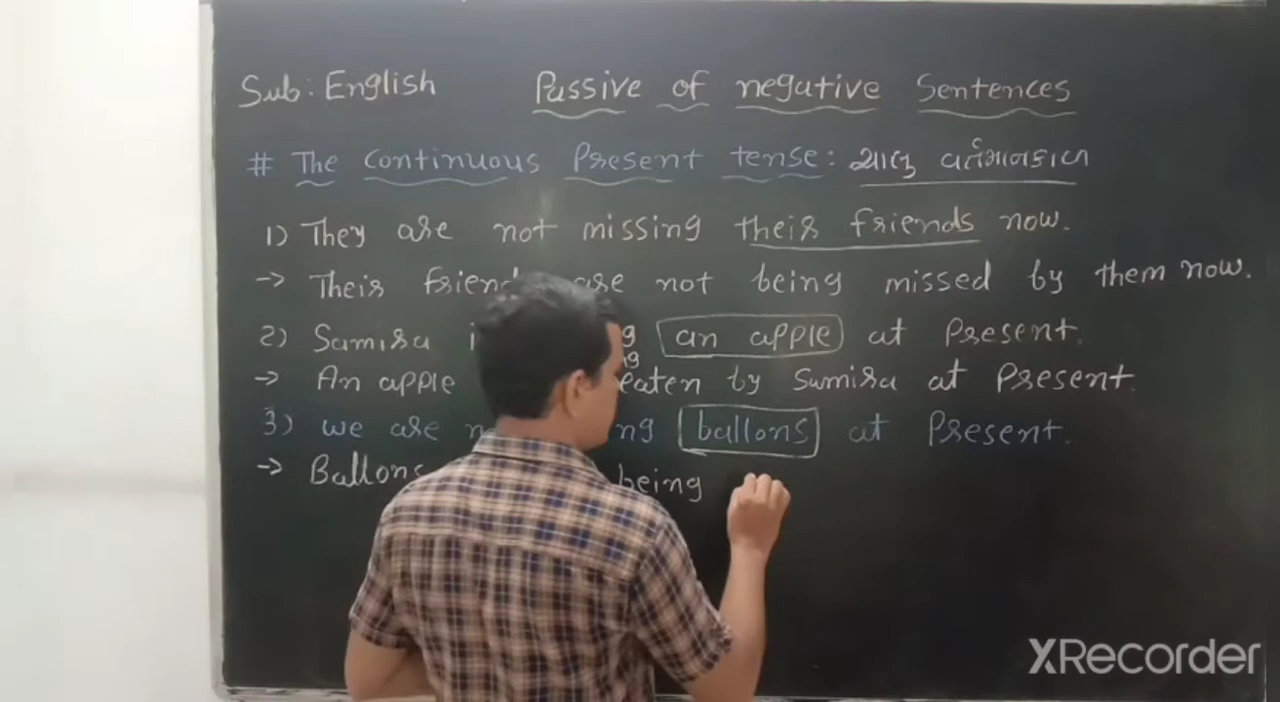 Sub: English Passive of negative Sentences
# The Continuous Present tense: ચાલુ વર્તમાનકાળ
1) They are not missing their friends now.
→ Their are not being missed by them now.
2) Samira an apple at Present.
→ An apple eaten by Samira at Present.
3) we are ballons at Present.
→ Ballons being
XRecorder